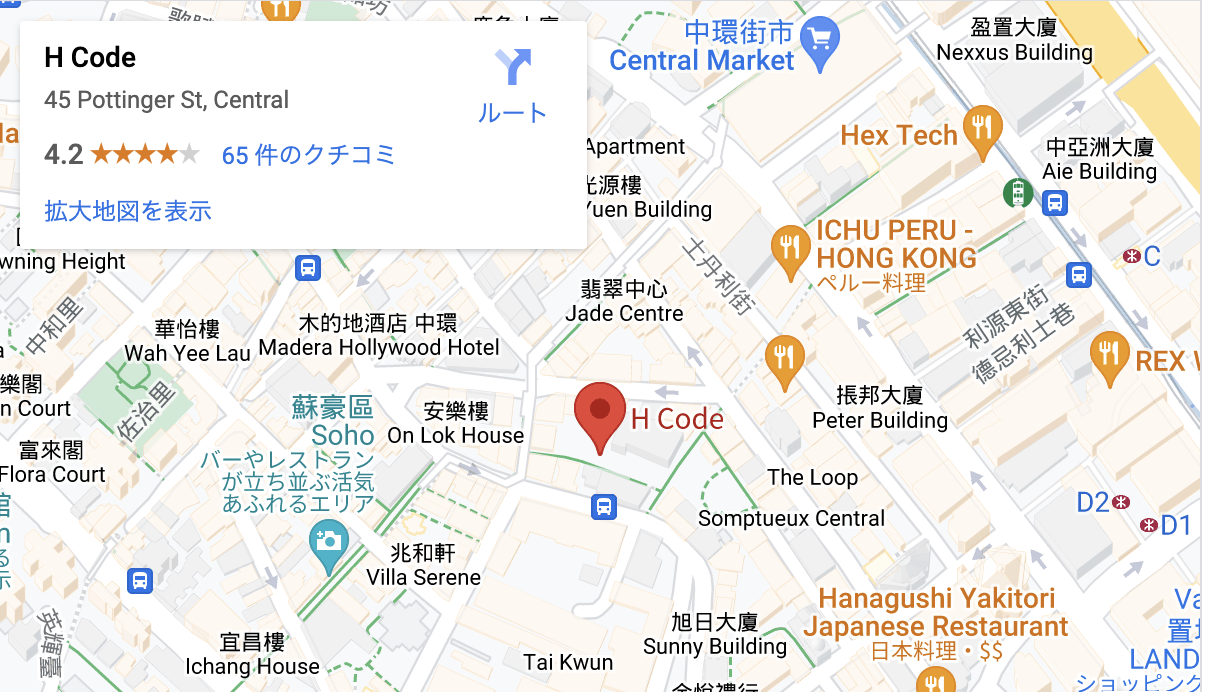 H Code
45 Pottinger St, Central
4.2
65 件のクチコミ
拡大地図を表示
ルート
中環街市
Central Market
盈置大廈
Nexxus Building
Hex Tech
中亞洲大廈
Aie Building
Apartment
光源樓
Yuen Building
士丹利街
ICHU PERU -
HONG KONG
ペルー料理
C
wning Height
中和里
翡翠中心
Jade Centre
利源東街
德忌利士巷
華怡樓
Wah Yee Lau
木的地酒店 中環
Madera Hollywood Hotel
REX W
樂閣
n Court
佐治里
蘇豪區
Soho
バーやレストラン
が立ち並ぶ活気
あふれるエリア
安樂樓
On Lok House
H Code
振邦大廈
Peter Building
富來閣
Flora Court
The Loop
D2
D1
Somptueux Central
兆和軒
Villa Serene
Hanagushi Yakitori
Japanese Restaurant
日本料理・$$
旭日大廈
Sunny Building
宜昌樓
Ichang House
Tai Kwun
英輝臺
Va
置地
LAND
ショッピング